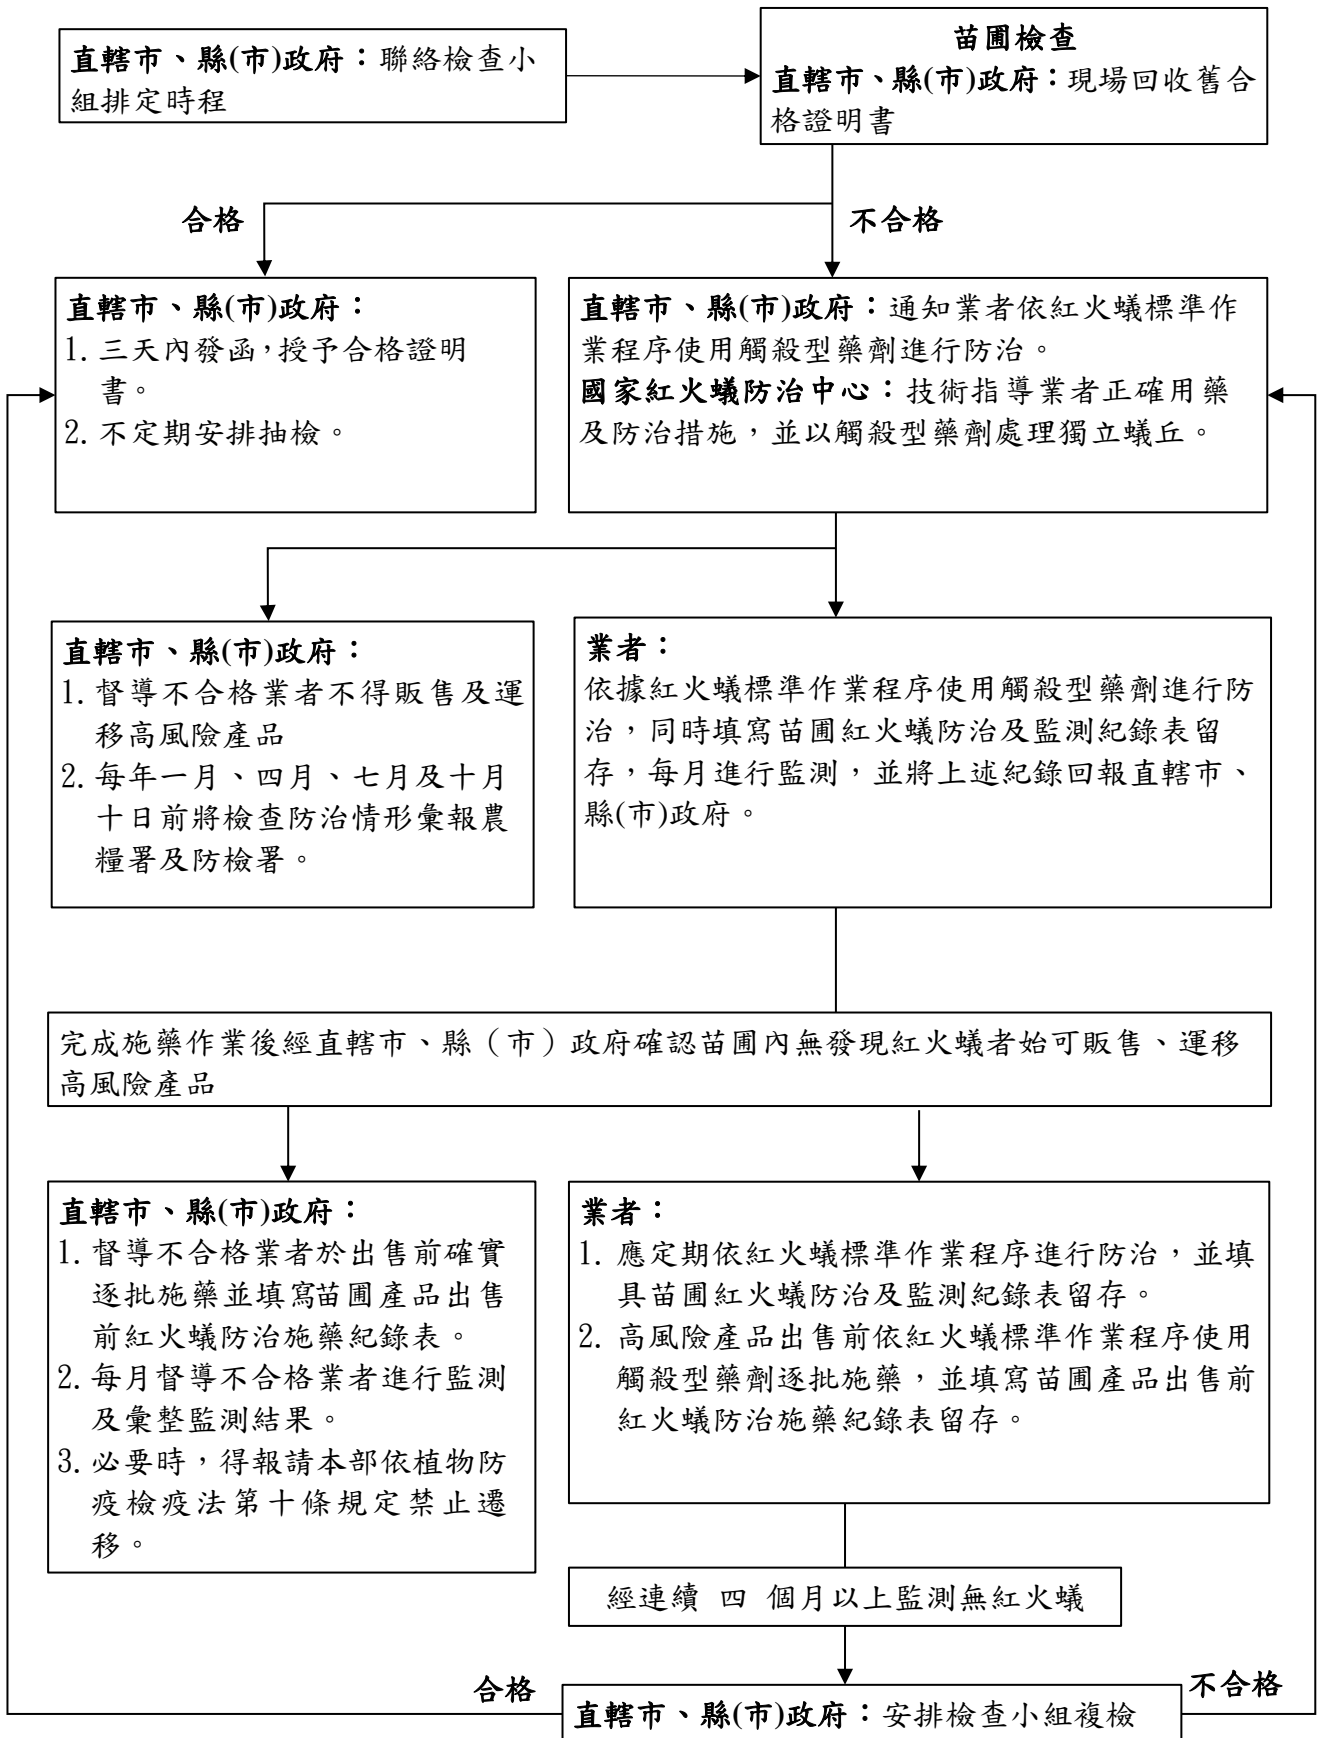 直轄市、縣(市)政府：聯絡檢查小
組排定時程
苗圃檢查
直轄市、縣(市)政府：現場回收舊合
格證明書
合格
不合格
直轄市、縣(市)政府：
1. 三天內發函，授予合格證明
書。
2. 不定期安排抽檢。
直轄市、縣(市)政府：通知業者依紅火蟻標準作
業程序使用觸殺型藥劑進行防治。
國家紅火蟻防治中心：技術指導業者正確用藥
及防治措施，並以觸殺型藥劑處理獨立蟻丘。
直轄市、縣(市)政府：
1. 督導不合格業者不得販售及運
移高風險產品
2. 每年一月、四月、七月及十月
十日前將檢查防治情形彙報農
糧署及防檢署。
業者：
依據紅火蟻標準作業程序使用觸殺型藥劑進行防
治，同時填寫苗圃紅火蟻防治及監測紀錄表留
存，每月進行監測，並將上述紀錄回報直轄市、
縣(市)政府。
完成施藥作業後經直轄市、縣（市）政府確認苗圃內無發現紅火蟻者始可販售、運移
高風險產品
直轄市、縣(市)政府：
1. 督導不合格業者於出售前確實
逐批施藥並填寫苗圃產品出售
前紅火蟻防治施藥紀錄表。
2. 每月督導不合格業者進行監測
及彙整監測結果。
3. 必要時，得報請本部依植物防
疫檢疫法第十條規定禁止遷
移。
業者：
1. 應定期依紅火蟻標準作業程序進行防治，並填
具苗圃紅火蟻防治及監測紀錄表留存。
2. 高風險產品出售前依紅火蟻標準作業程序使用
觸殺型藥劑逐批施藥，並填寫苗圃產品出售前
紅火蟻防治施藥紀錄表留存。
經連續 四 個月以上監測無紅火蟻
合格
不合格
直轄市、縣(市)政府：安排檢查小組複檢